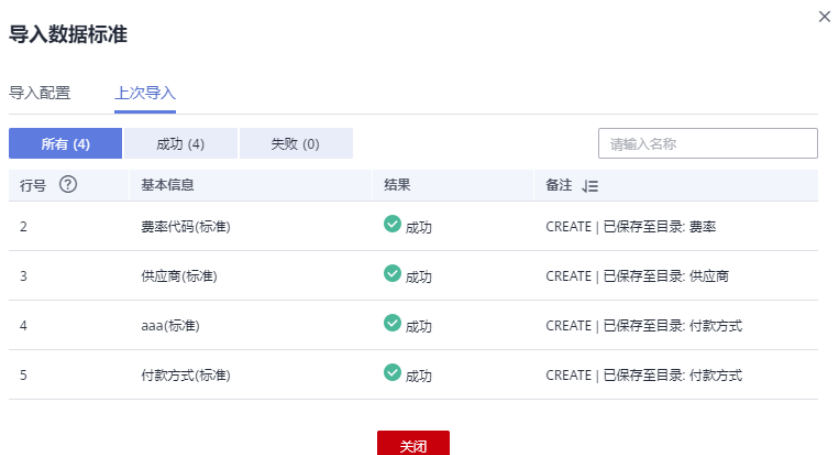 导入数据标准
导入配置 上次导入
所有 (4) 成功 (4) 失败 (0) 请输入名称
行号 ? 基本信息 结果 备注
2 费率代码(标准) 成功 CREATE | 已保存至目录: 费率
3 供应商(标准) 成功 CREATE | 已保存至目录: 供应商
4 aaa(标准) 成功 CREATE | 已保存至目录: 付款方式
5 付款方式(标准) 成功 CREATE | 已保存至目录: 付款方式
关闭